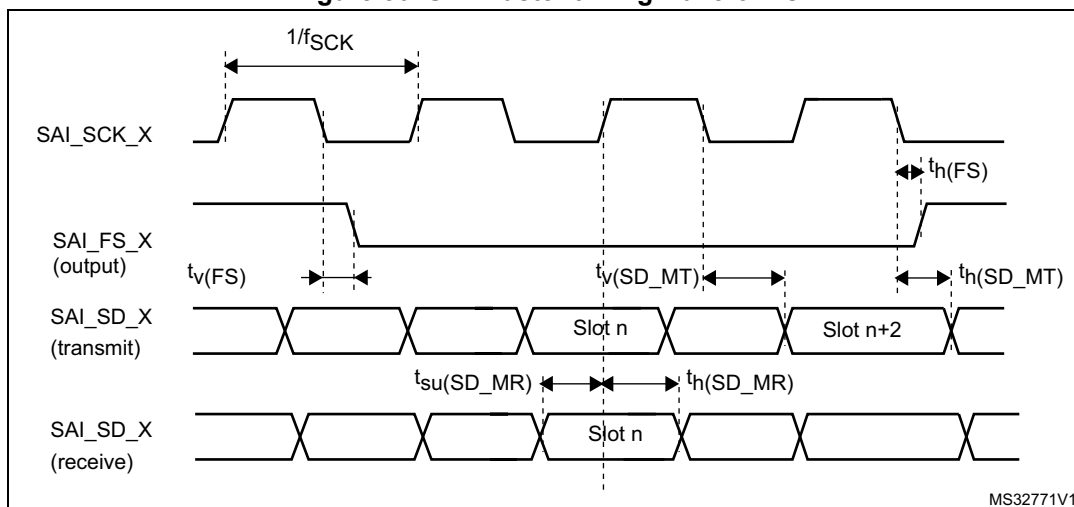 1/fSCK
SAI_SCK_X
th(FS)
SAI_FS_X
(output)
tv(FS)
tv(SD_MT)
th(SD_MT)
SAI_SD_X
(transmit)
Slot n
Slot n+2
tsu(SD_MR)
th(SD_MR)
SAI_SD_X
(receive)
Slot n
MS32771V1